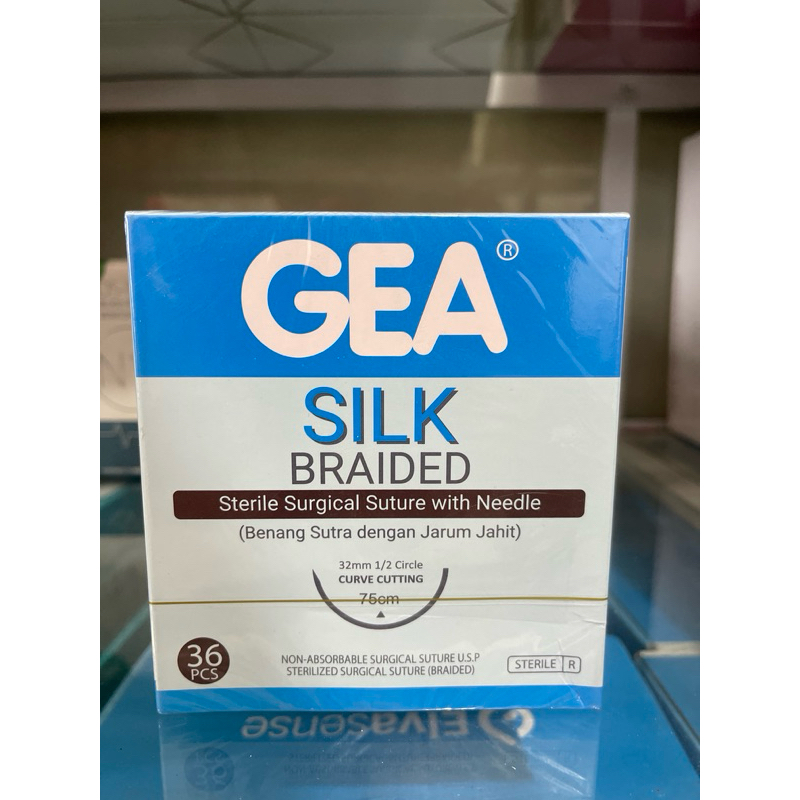 GEA®
SILK
BRAIDED
Sterile Surgical Suture with Needle
(Benang Sutra dengan Jarum Jahit)
32mm 1/2 Circle
CURVE CUTTING
75cm
36
PCS
NON-ABSORBABLE SURGICAL SUTURE U.S.P
STERILIZED SURGICAL SUTURE (BRAIDED)
STERILE R
Elvasense